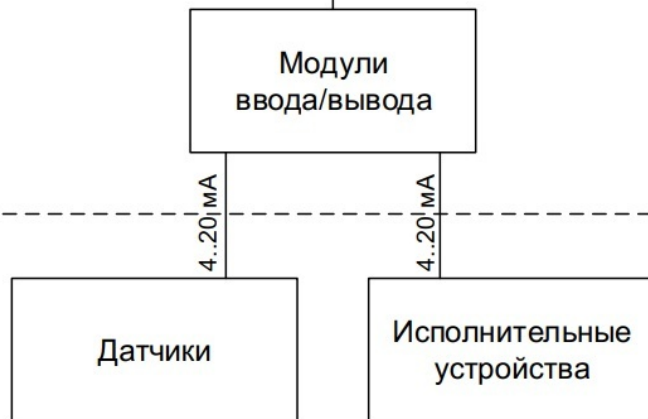 Модули
ввода/вывода
4..20 мА
4..20 мА
Датчики
Исполнительные
устройства